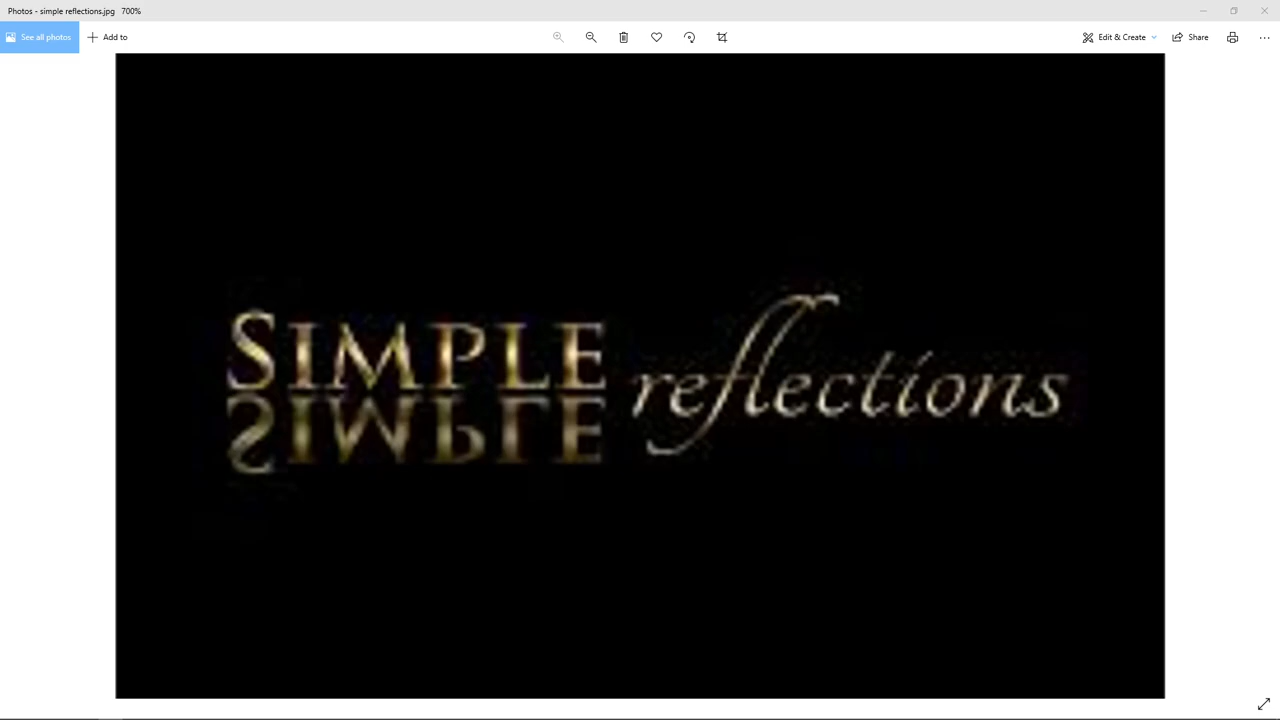 Photos - simple reflections.jpg 700%
See all photos
Add to
Edit & Create
Share
SIMPLE reflections